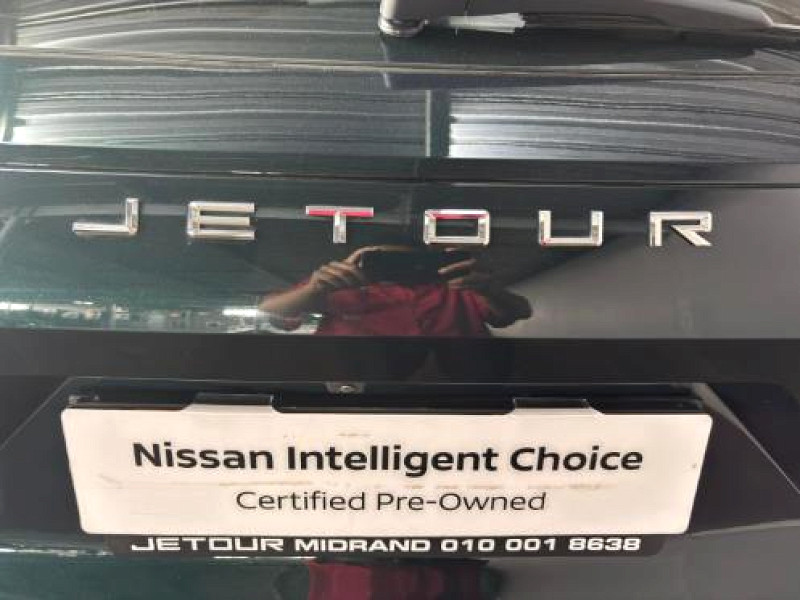 JETOUR
Nissan Intelligent Choice
Certified Pre-Owned
JETOUR MIDRAND 010 001 8638